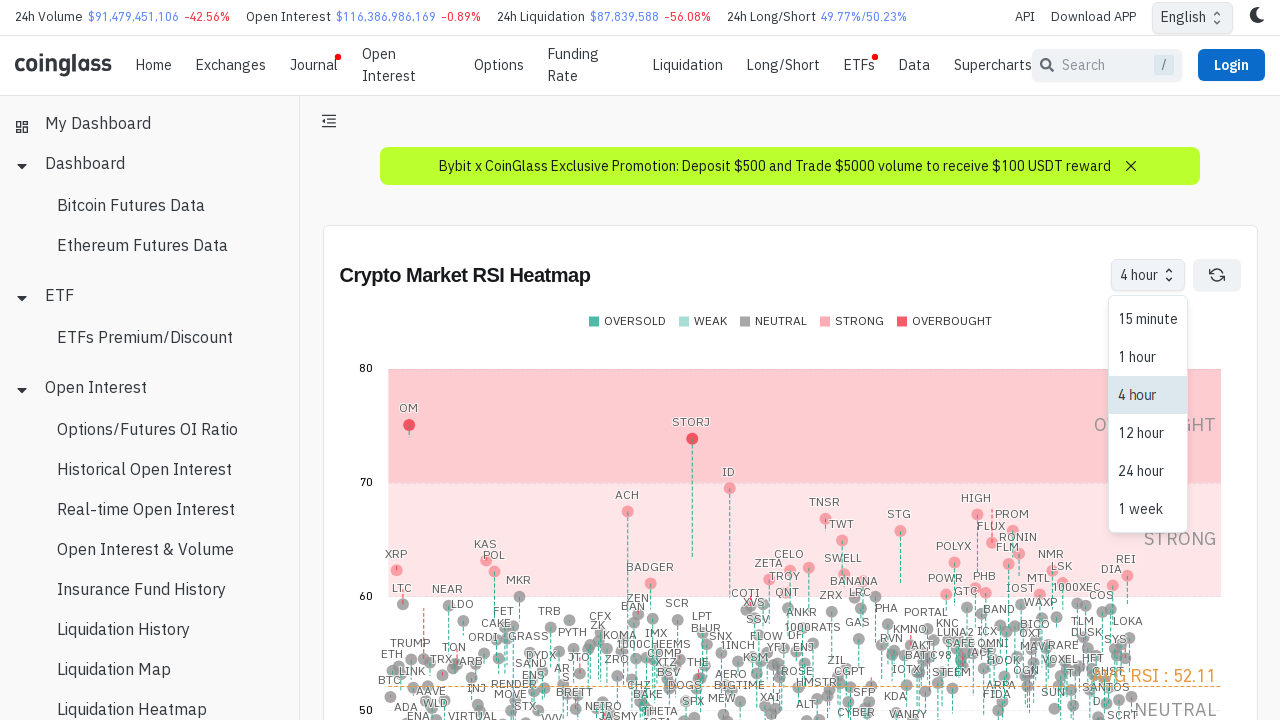 24h Volume $91,479,451,106 -42.56% Open Interest $116,386,986,169 -0.89% 24h Liquidation $87,839,588 -56.08% 24h Long/Short 49.77%/50.23% API Download APP English
coinglass Home Exchanges Journal Open Interest Options Funding Rate Liquidation Long/Short ETFs Data Supercharts Search / Login
My Dashboard
Dashboard
Bitcoin Futures Data
Ethereum Futures Data
ETF
ETFs Premium/Discount
Open Interest
Options/Futures OI Ratio
Historical Open Interest
Real-time Open Interest
Open Interest & Volume
Insurance Fund History
Liquidation History
Liquidation Map
Liquidation Heatmap
Bybit x CoinGlass Exclusive Promotion: Deposit $500 and Trade $5000 volume to receive $100 USDT reward
Crypto Market RSI Heatmap
4 hour
15 minute
1 hour
4 hour
12 hour
24 hour
1 week
OVERSOLD WEAK NEUTRAL STRONG OVERBOUGHT
80
OM
STORJ
70
ID
ACH
TNSR
HIGH
TWT
STG
PROM
FLUX
RONIN
FLM
KAS
XRP
POL
BADGER
ZETA
CELO
SWELL
POLYX
NMR
REI
LSK
DIA
TROY
BANANA
POWR
PHB
MTL
LTC
NEAR
MKR
60
LDO
FET
CAKE
TRB
CFX
ZK
ZEN
BAN
SCR
COTI
XVS
QNT
ZRX
LRC
GTC
IOST
1000XEC
COS
WAXP
TRUMP
ORDI
GRASS
PYTH
KOMA
IMX
LPT
BLUR
SSV
ANKR
1000RATS
GAS
PHA
PORTAL
KNC
BAND
BICO
TLM
LOKA
ETH
LINK
TRX
TON
ARB
DYDX
SAND
ENS
JTO
1000CHEEMS
COMP
XTZ
BSV
SNX
1INCH
FLOW
YFI
ENJ
RVN
KMNO
AKT
LUNA2
SAFE
ICX
OMNI
DUSK
SYS
BTC
INJ
RENDER
MOVE
ZRO
THE
KSM
ZIL
BAT
C98
HOOK
RARE
HFT
VOXEL
AVG RSI : 52.11
AAVE
WLD
ADA
ENA
VIRTUAL
STX
BRETT
NEIRO
BAKE
THETA
DOGS
SHX
MEW
AERO
BIGTIME
XAI
ROSE
HMSTR
ALT
CGPT
SFP
CYBER
IOTX
KDA
VANRY
STEEM
ARPA
FIDA
OGN
SUN
SANTOS
50
NEUTRAL
STRONG